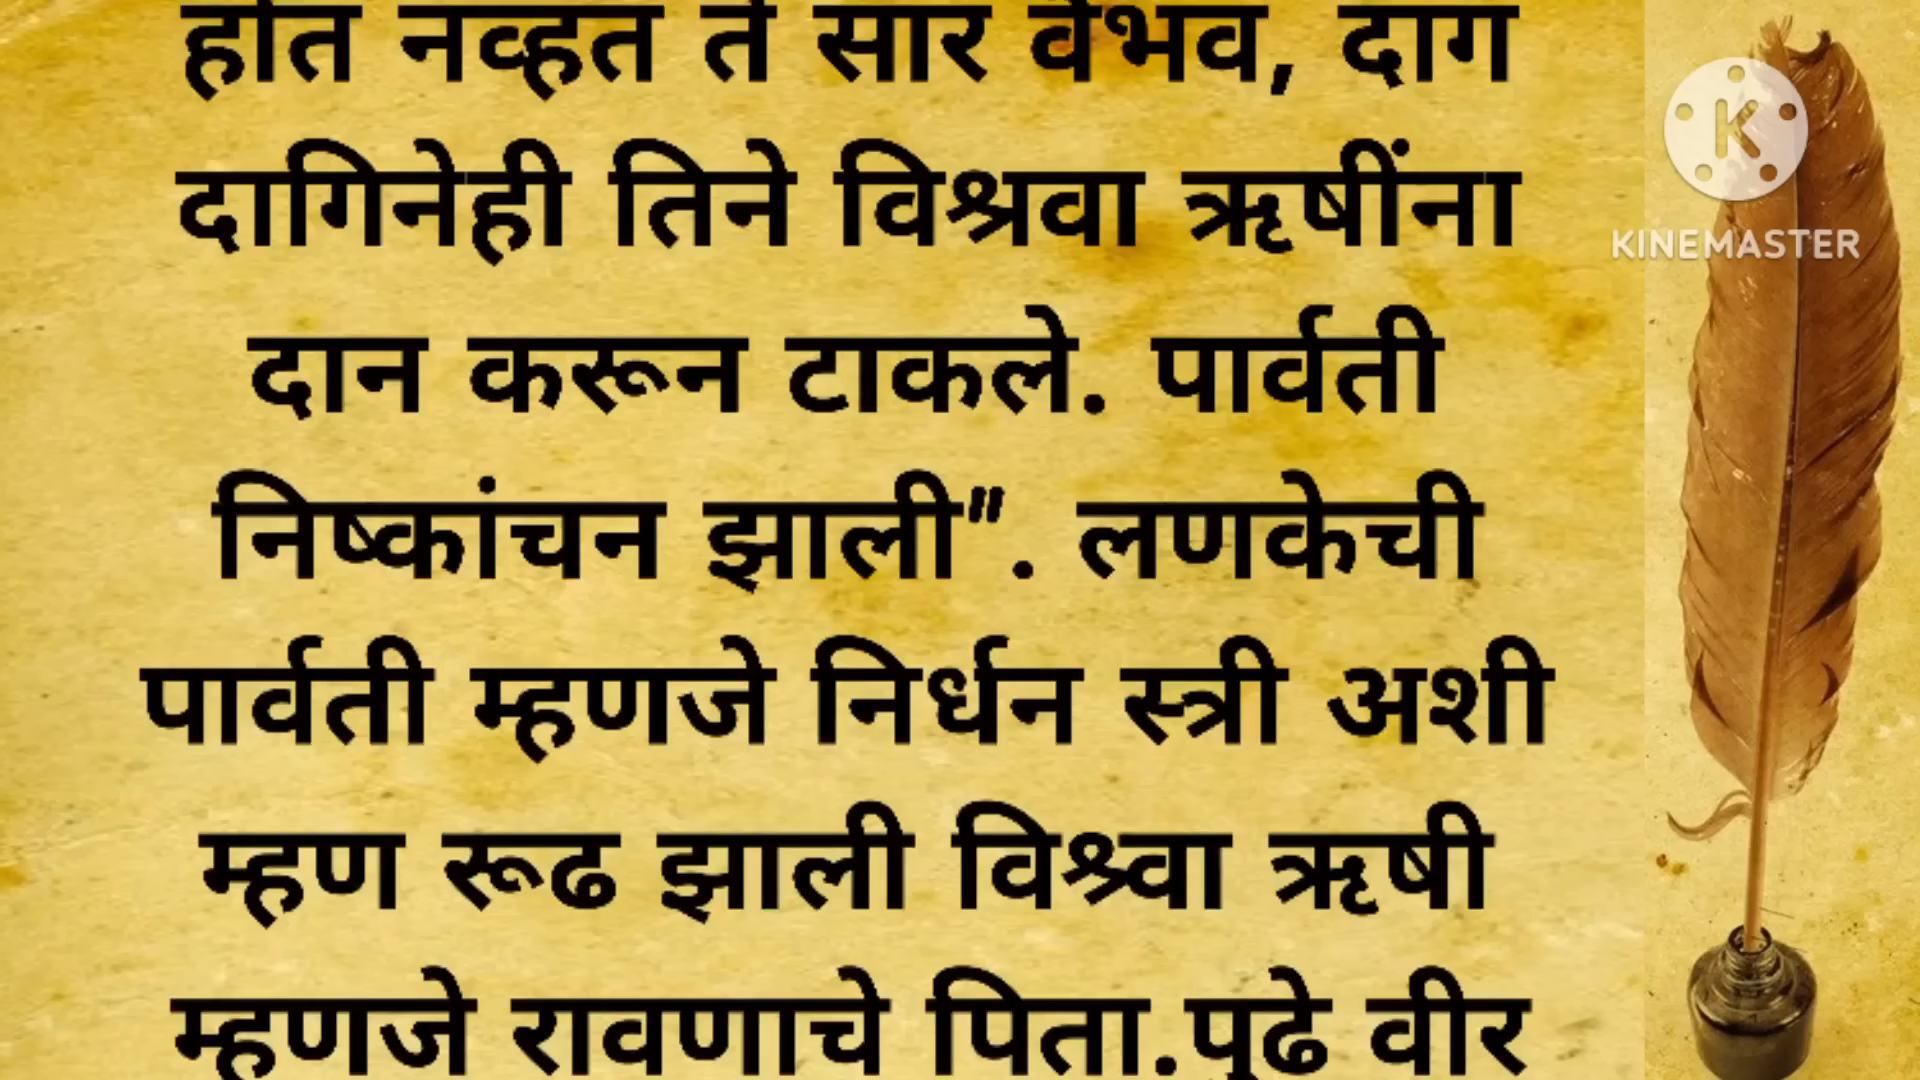 होत नव्हत ते सार वैभव, दाग
दागिनेही तिने विश्रवा ऋषींना
दान करून टाकले. पार्वती
निष्कांचन झाली". लणकेची
पार्वती म्हणजे निर्धन स्त्री अशी
म्हण रूढ झाली विश्र्वा ऋषी
म्हणजे रावणाचे पिता.पुढे वीर
KINEMASTER